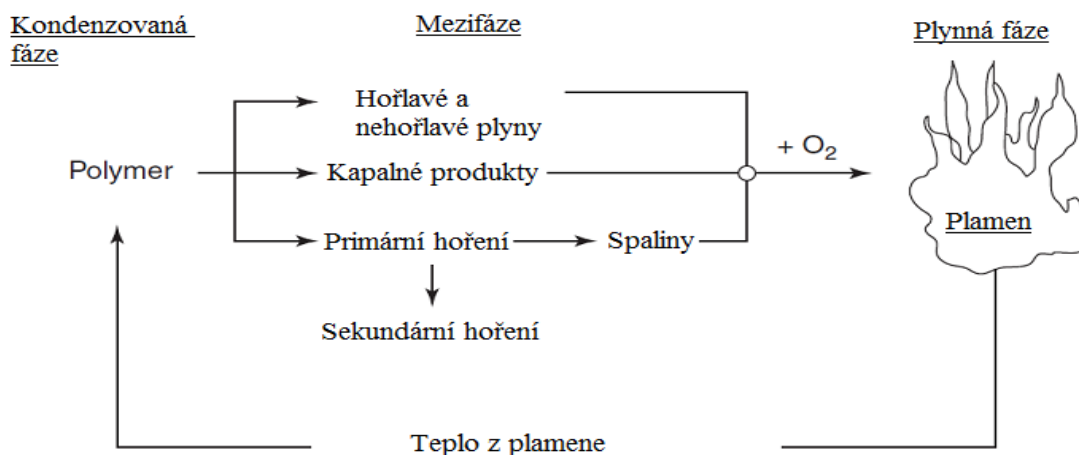 Kondenzovaná
fáze
Mezifáze
Plynná fáze
Hořlavé a
nehořlavé plyny
+ O₂
Polymer
Kapalné produkty
Plamen
Primární hoření
Spaliny
Sekundární hoření
Teplo z plamene